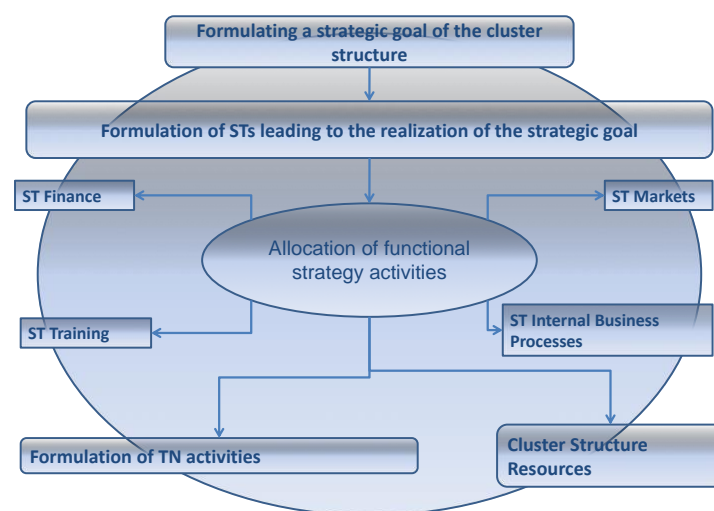 Formulating a strategic goal of the cluster
structure
Formulation of STs leading to the realization of the strategic goal
ST Finance
ST Markets
Allocation of functional
strategy activities
ST Training
ST Internal Business
Processes
Formulation of TN activities
Cluster Structure
Resources